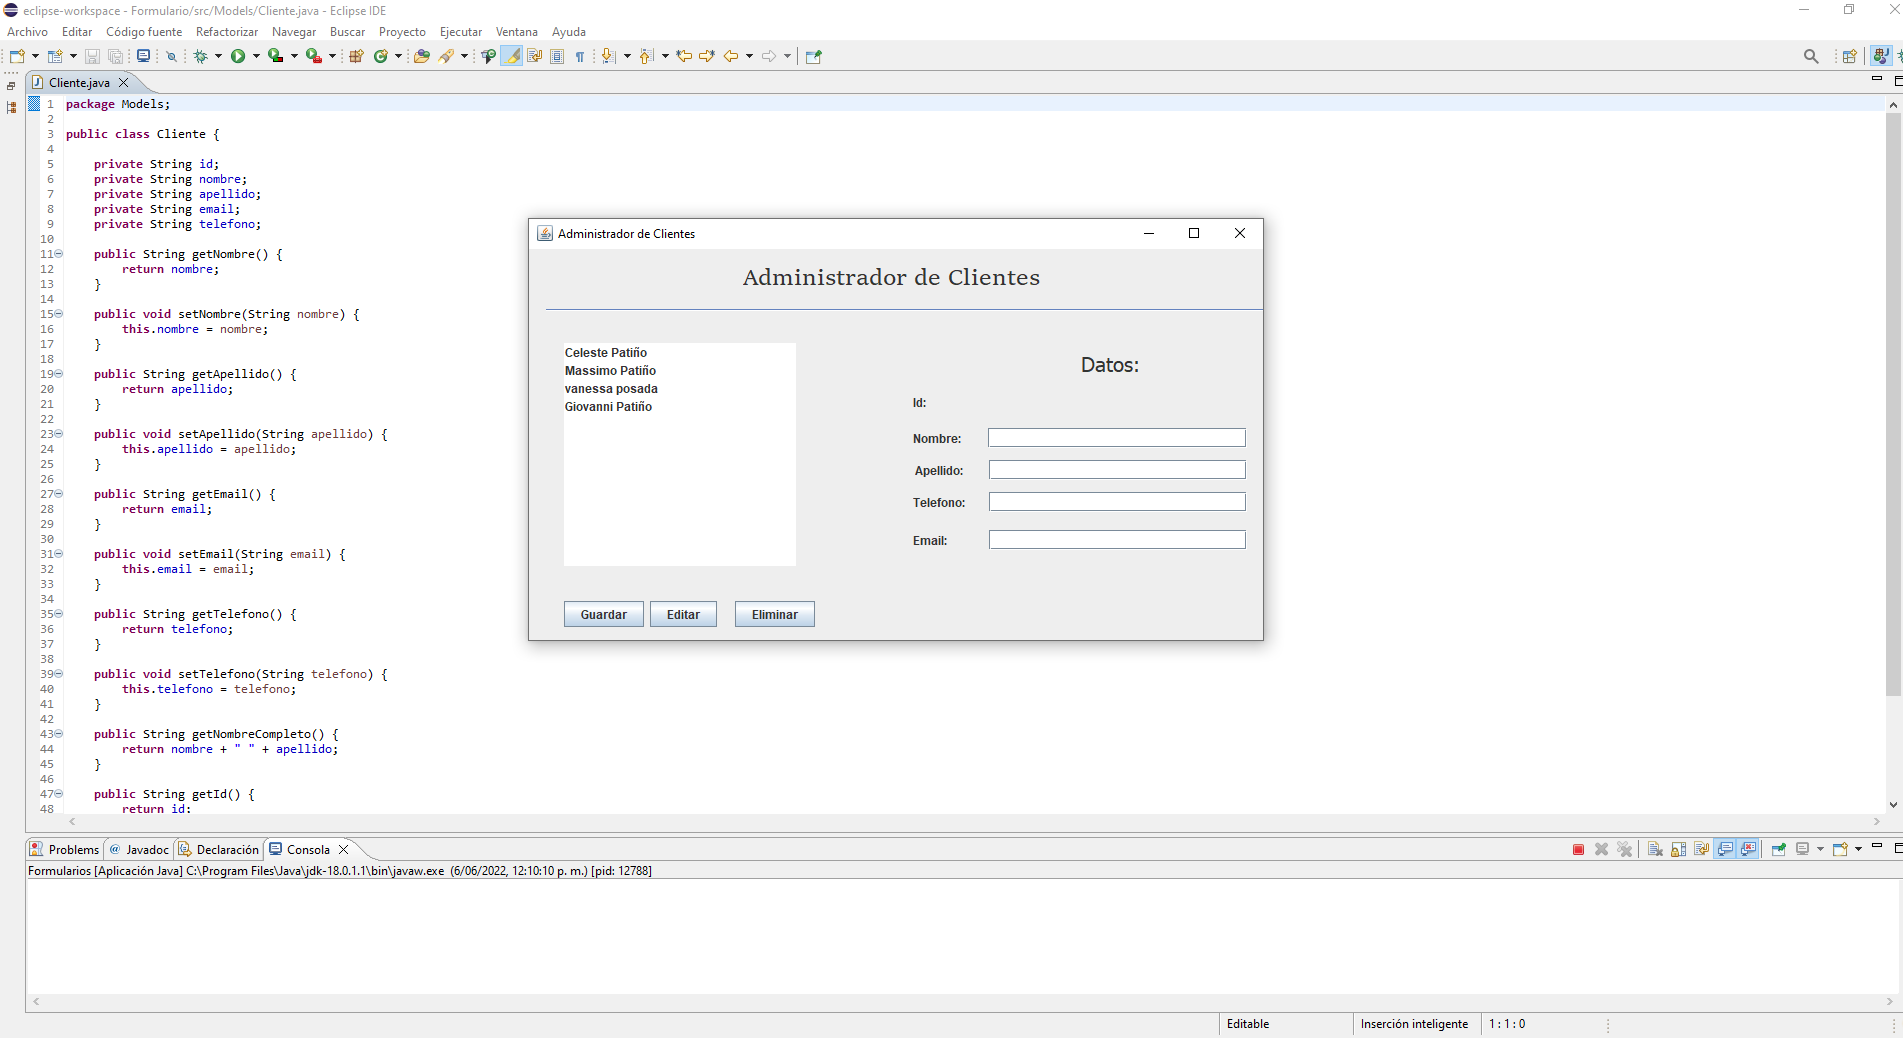 eclipse-workspace - Formulario/src/Models/Cliente.java - Eclipse IDE
Archivo Editar Código fuente Refactorizar Navegar Buscar Proyecto Ejecutar Ventana Ayuda
Cliente.java
1 package Models;
2
3 public class Cliente {
4
5 private String id;
6 private String nombre;
7 private String apellido;
8 private String email;
9 private String telefono;
10
11 public String getNombre() {
12 return nombre;
13 }
14
15 public void setNombre(String nombre) {
16 this.nombre = nombre;
17 }
18
19 public String getApellido() {
20 return apellido;
21 }
22
23 public void setApellido(String apellido) {
24 this.apellido = apellido;
25 }
26
27 public String getEmail() {
28 return email;
29 }
30
31 public void setEmail(String email) {
32 this.email = email;
33 }
34
35 public String getTelefono() {
36 return telefono;
37 }
38
39 public void setTelefono(String telefono) {
40 this.telefono = telefono;
41 }
42
43 public String getNombreCompleto() {
44 return nombre + " " + apellido;
45 }
46
47 public String getId() {
48 return id;
Administrador de Clientes
Administrador de Clientes
Celeste Patiño
Massimo Patiño
vanessa posada
Giovanni Patiño
Datos:
Id:
Nombre:
Apellido:
Telefono:
Email:
Guardar Editar Eliminar
Problems Javadoc Declaración Consola
Formularios [Aplicación Java] C:\Program Files\Java\jdk-18.0.1.1\bin\javaw.exe (6/06/2022, 12:10:10 p. m.) [pid: 12788]
Editable Inserción inteligente 1 : 1 : 0